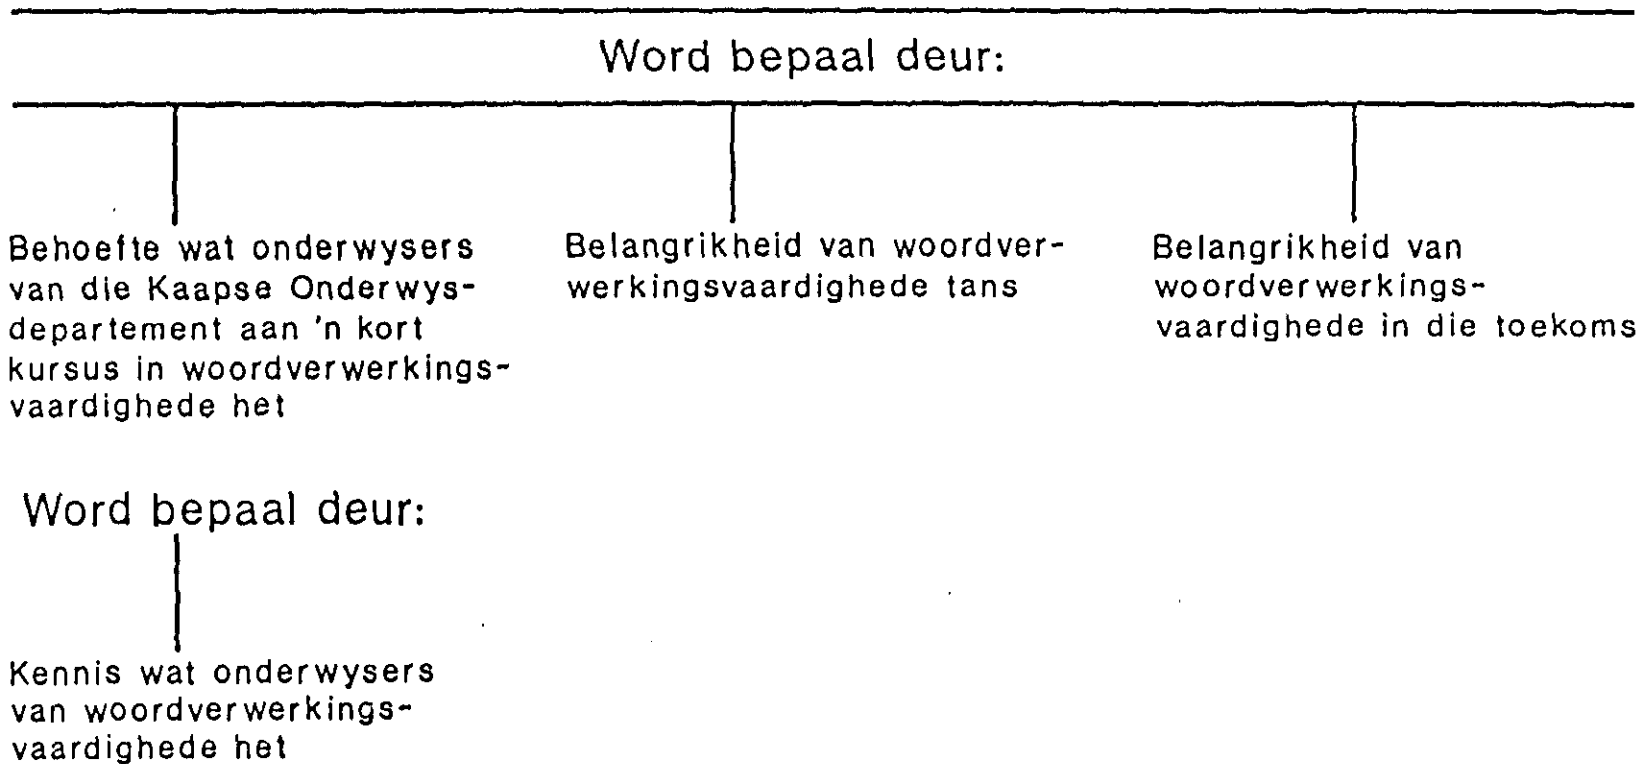 Word bepaal deur:
Behoefte wat onderwysers
van die Kaapse Onderwys-
departement aan 'n kort
kursus in woordverwerkings-
vaardighede het
Belangrikheid van woordver-
werkingsvaardighede tans
Belangrikheid van
woordverwerkings-
vaardighede in die toekoms
Word bepaal deur:
Kennis wat onderwysers
van woordverwerkings-
vaardighede het